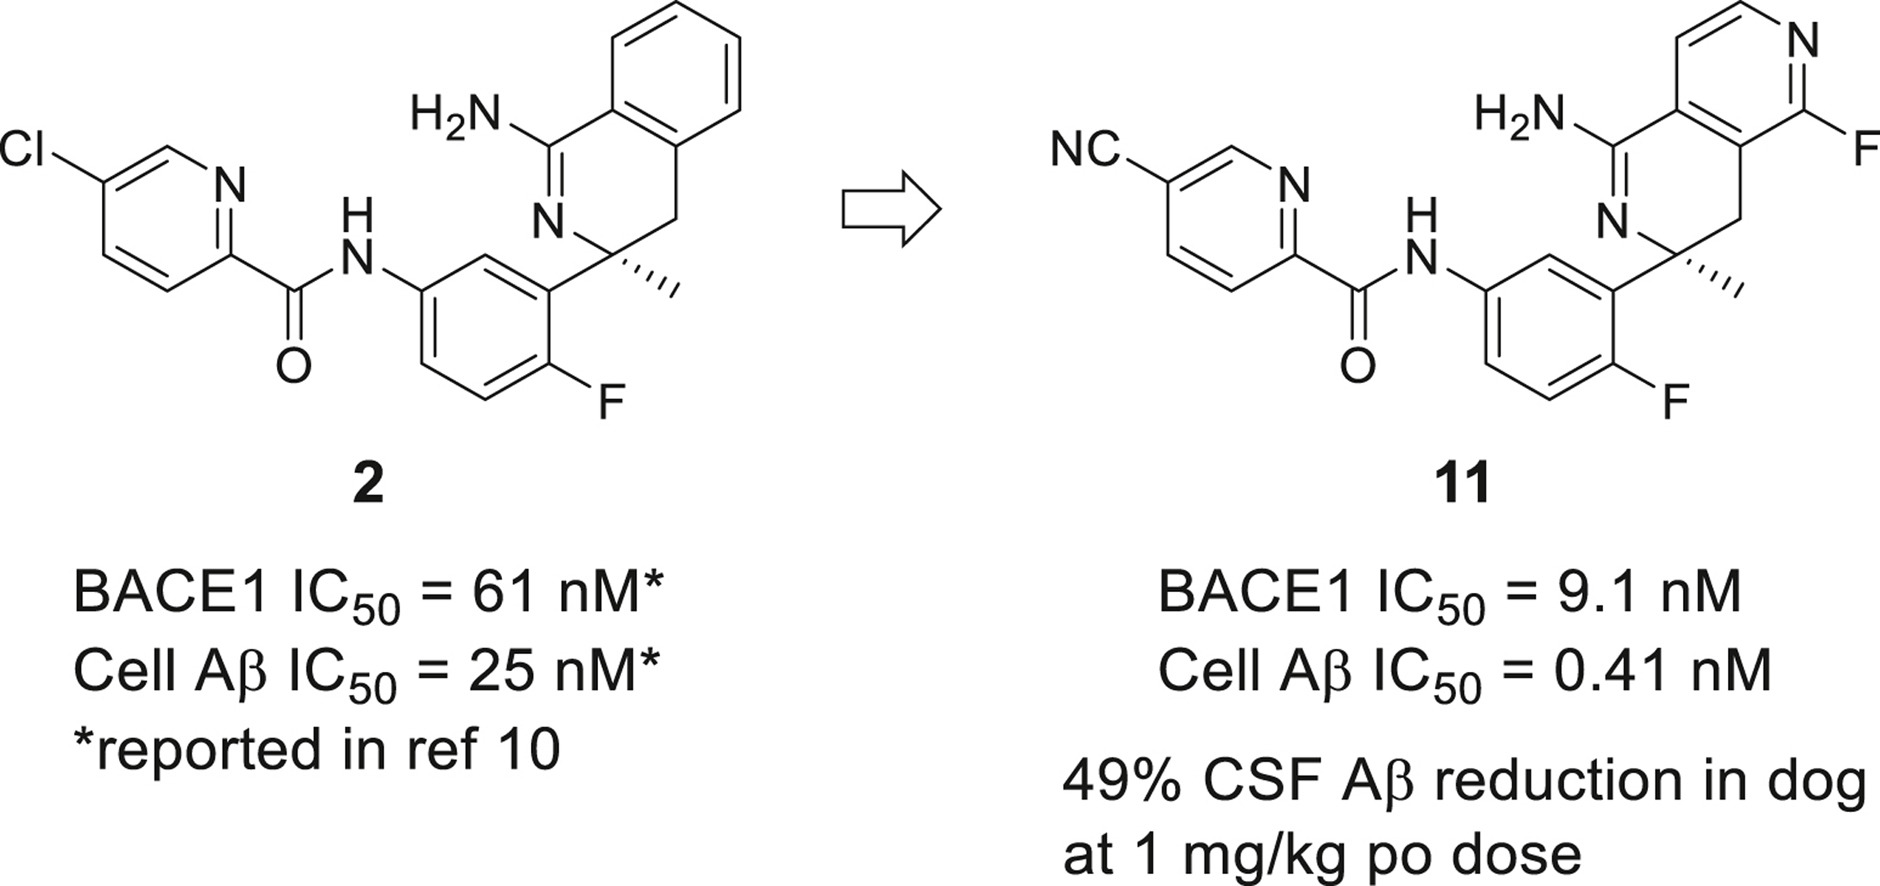 H2N
Cl
N
N
H
N
O
F
2
BACE1 IC50 = 61 nM*
Cell Aβ IC50 = 25 nM*
*reported in ref 10
N
H2N
F
NC
N
N
H
N
O
F
11
BACE1 IC50 = 9.1 nM
Cell Aβ IC50 = 0.41 nM
49% CSF Aβ reduction in dog
at 1 mg/kg po dose